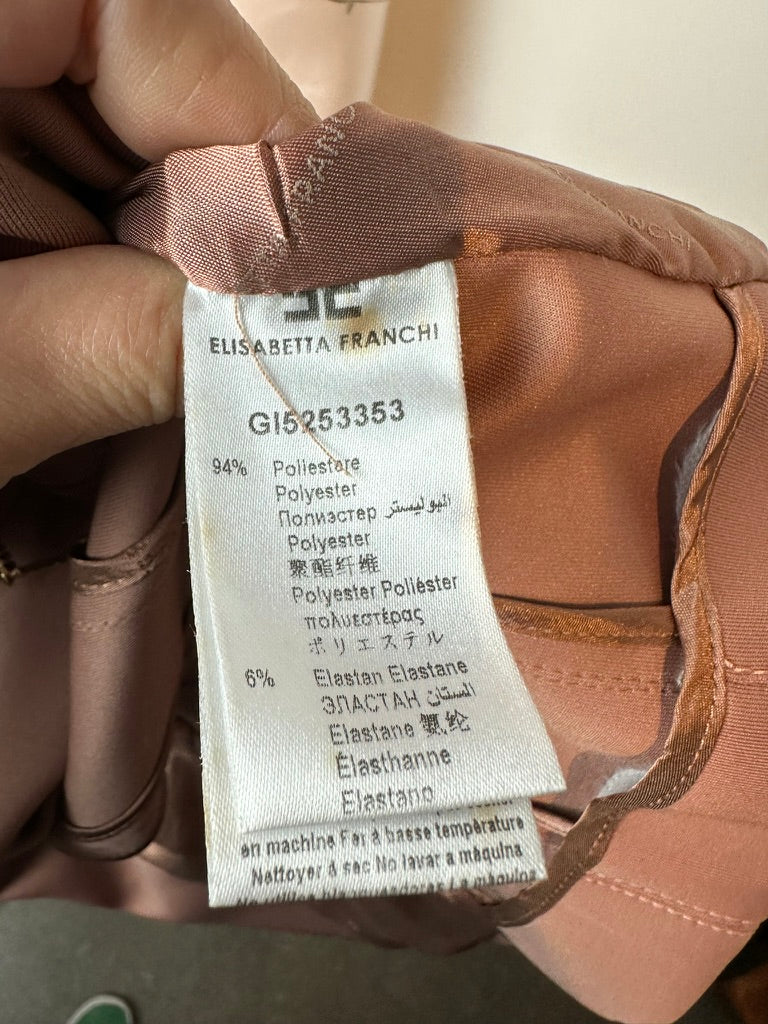 FRANCHI
ELISABETTA FRANCHI
GI5253353
94% Poliestere
Polyester
Полиэстер البوليستر
Polyester
聚酯纤维
Polyester Poliéster
πολυεστέρας
ポリエステル
6% Elastan Elastane
ЭЛАСТАН الستان
Elastane 氨纶
Élasthanne
Elastano
en machine Fer à basse température
Nettoyer à sec No lavar a máquina